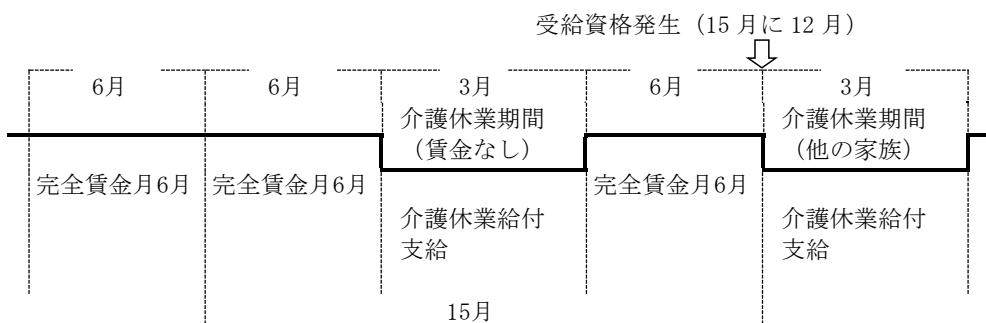 受給資格発生（15 月に 12 月）
6月 6月 3月 6月 3月
介護休業期間 介護休業期間
（賃金なし） （他の家族）
完全賃金月6月 完全賃金月6月 完全賃金月6月
介護休業給付 介護休業給付
支給 支給
15月